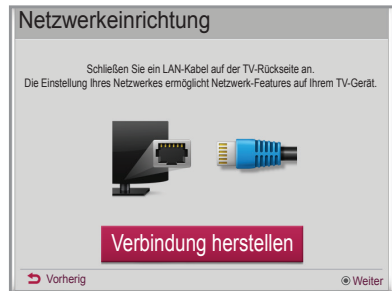 Netzwerkeinrichtung
Schließen Sie ein LAN-Kabel auf der TV-Rückseite an.
Die Einstellung Ihres Netzwerkes ermöglicht Netzwerk-Features auf Ihrem TV-Gerät.
Verbindung herstellen
Vorherig
Weiter